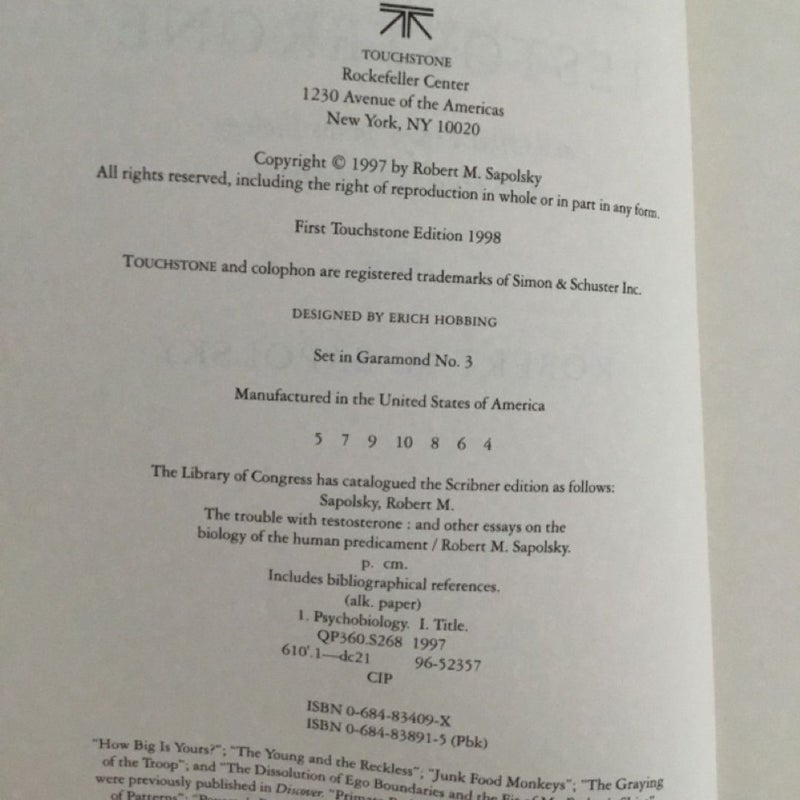 TOUCHSTONE
Rockefeller Center
1230 Avenue of the Americas
New York, NY 10020
Copyright © 1997 by Robert M. Sapolsky
All rights reserved, including the right of reproduction in whole or in part in any form.
First Touchstone Edition 1998
TOUCHSTONE and colophon are registered trademarks of Simon & Schuster Inc.
DESIGNED BY ERICH HOBBING
Set in Garamond No. 3
Manufactured in the United States of America
5 7 9 10 8 6 4
The Library of Congress has catalogued the Scribner edition as follows:
Sapolsky, Robert M.
The trouble with testosterone : and other essays on the
biology of the human predicament / Robert M. Sapolsky.
p. cm.
Includes bibliographical references.
(alk. paper)
1. Psychobiology. I. Title.
QP360.S268 1997
610'.1—dc21 96-52357
CIP
ISBN 0-684-83409-X
ISBN 0-684-83891-5 (Pbk)
"How Big Is Yours?"; "The Young and the Reckless"; "Junk Food Monkeys"; "The Graying
of the Troop"; and "The Dissolution of Ego Boundaries and the Fit of
were previously published in Discover.
of Patterns";